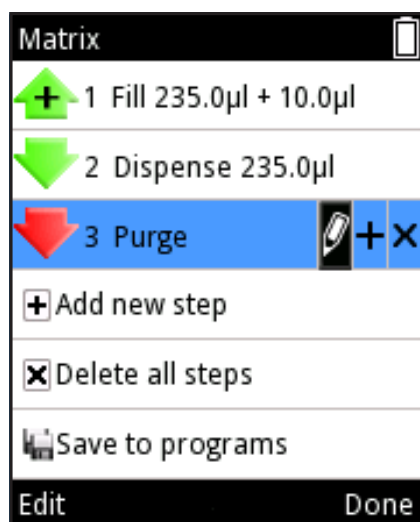 Matrix
1 Fill 235.0µl + 10.0µl
2 Dispense 235.0µl
3 Purge
Add new step
Delete all steps
Save to programs
Edit Done